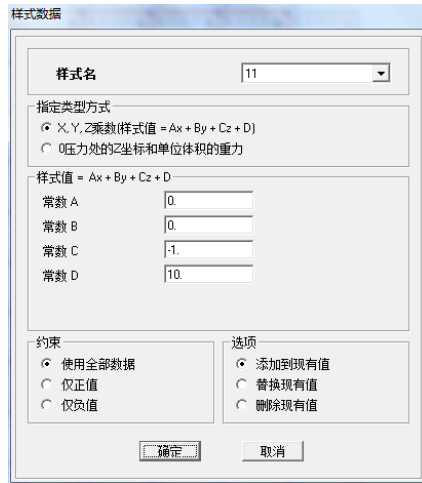 样式数据
样式名 11
指定类型方式
X, Y, Z乘数(样式值 = Ax + By + Cz + D)
0压力处的Z坐标和单位体积的重力
样式值 = Ax + By + Cz + D
常数 A 0.
常数 B 0.
常数 C -1.
常数 D 10.
约束 选项
使用全部数据 添加到现有值
仅正值 替换现有值
仅负值 删除现有值
确定 取消